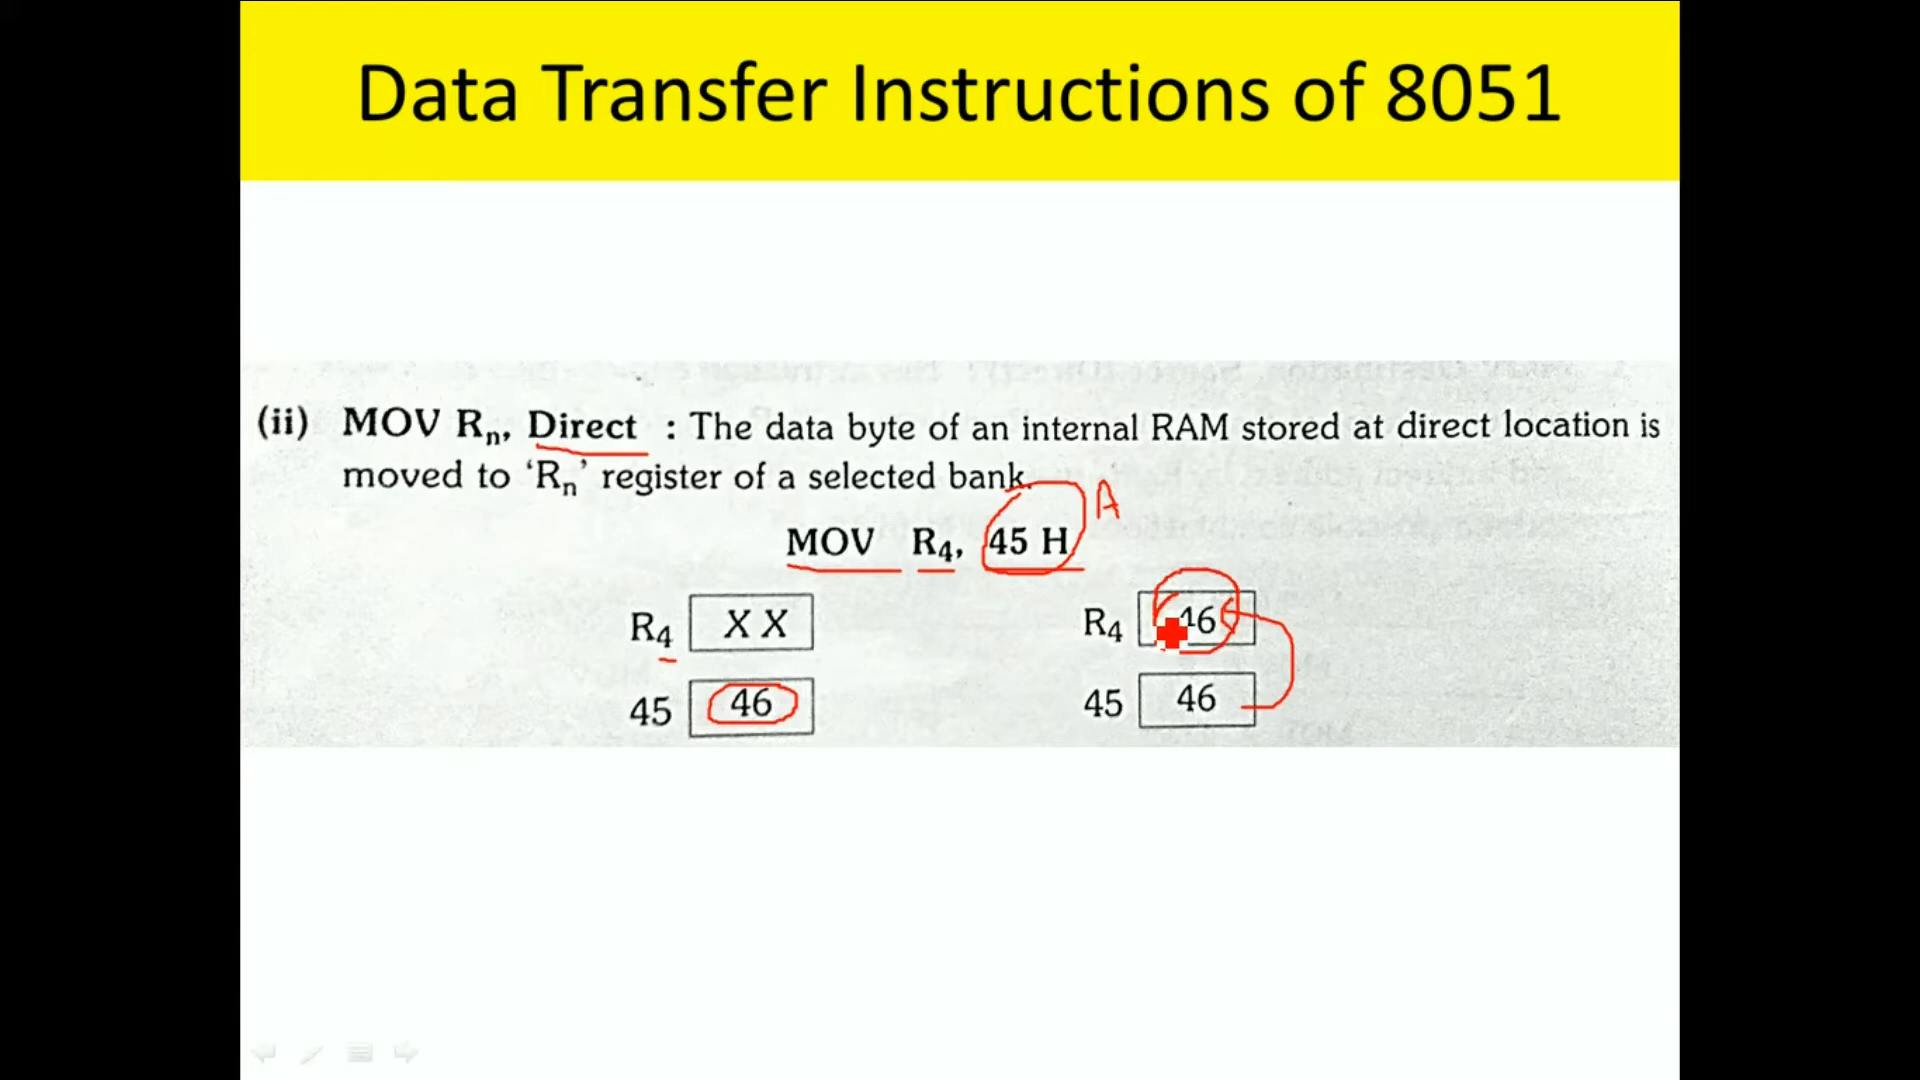 Data Transfer Instructions of 8051
(ii) MOV Rn, Direct : The data byte of an internal RAM stored at direct location is
moved to ‘Rn’ register of a selected bank.
A
MOV R4, 45 H
R4 X X R4 46
45 46 45 46